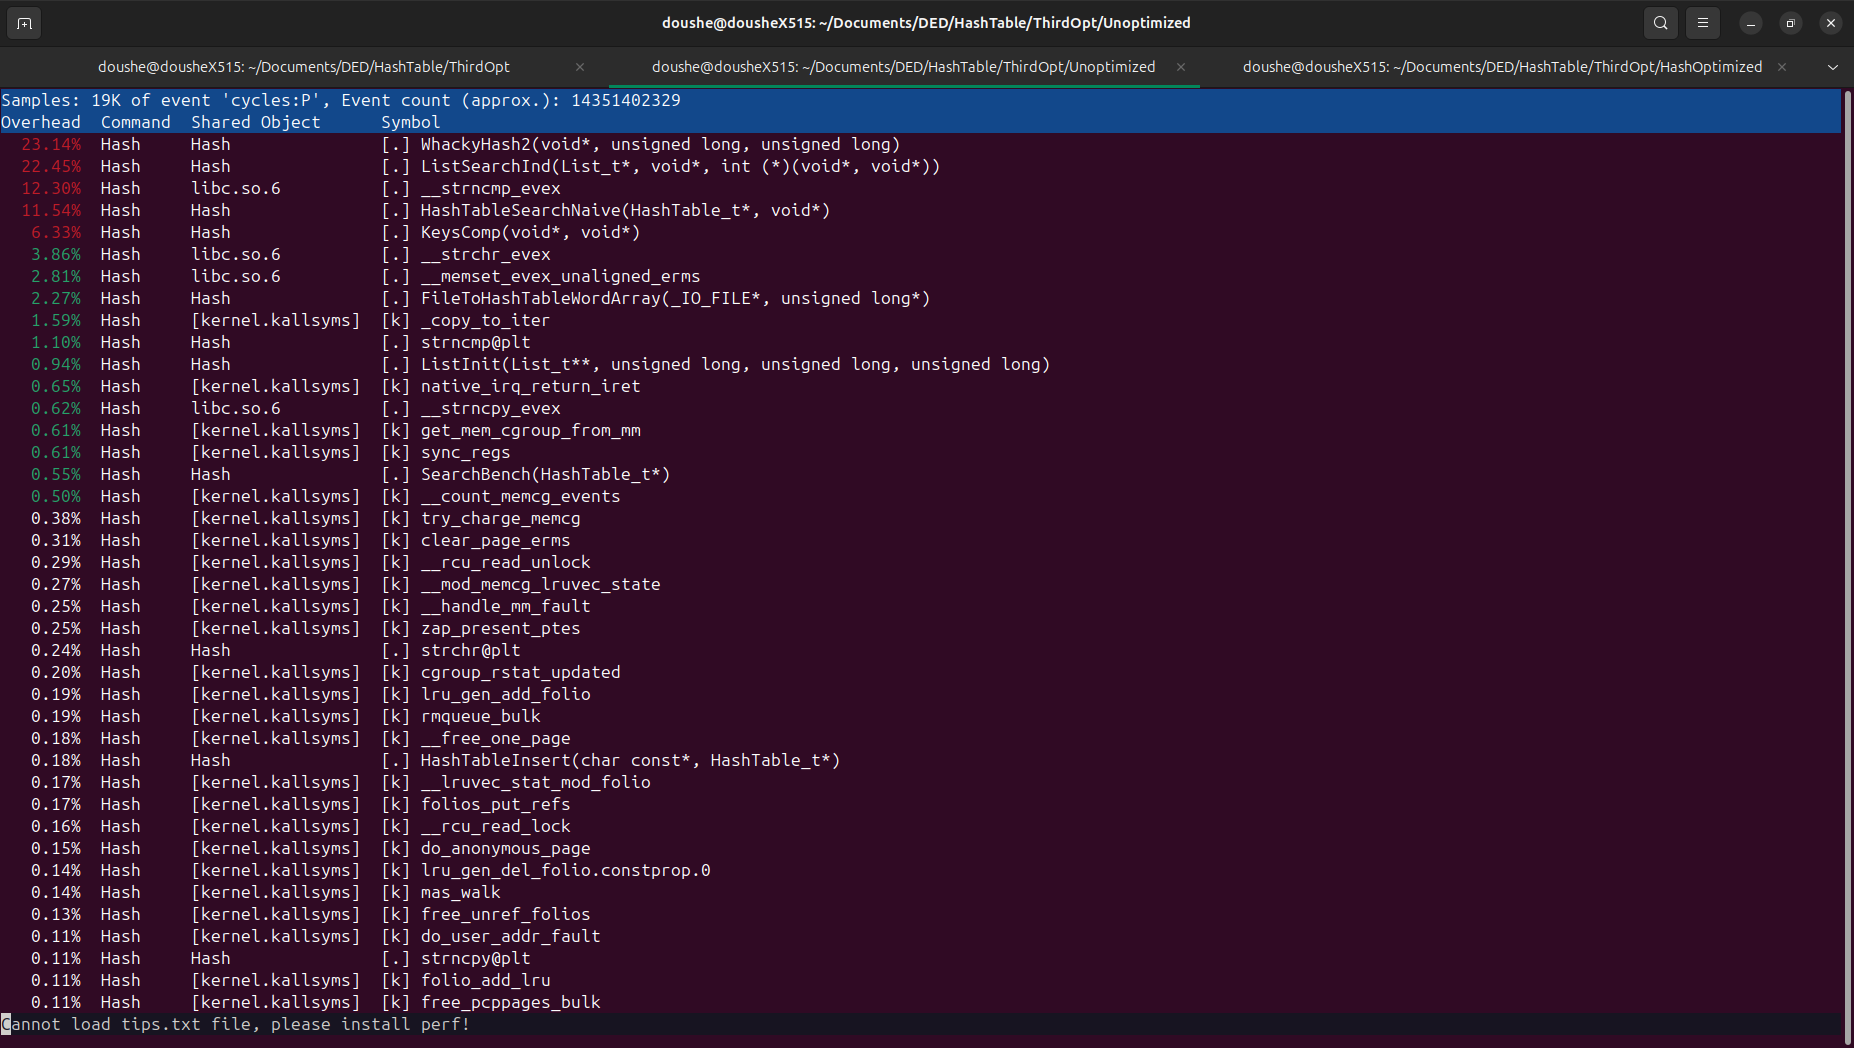 doushe@dousheX515: ~/Documents/DED/HashTable/ThirdOpt/Unoptimized
doushe@dousheX515: ~/Documents/DED/HashTable/ThirdOpt doushe@dousheX515: ~/Documents/DED/HashTable/ThirdOpt/Unoptimized doushe@dousheX515: ~/Documents/DED/HashTable/ThirdOpt/HashOptimized
Samples: 19K of event 'cycles:P', Event count (approx.): 14351402329
Overhead  Command  Shared Object      Symbol
23.14%  Hash     Hash               [.] WhackyHash2(void*, unsigned long, unsigned long)
22.45%  Hash     Hash               [.] ListSearchInd(List_t*, void*, int (*)(void*, void*))
12.30%  Hash     libc.so.6          [.] __strncmp_evex
11.54%  Hash     Hash               [.] HashTableSearchNaive(HashTable_t*, void*)
6.33%  Hash     Hash               [.] KeysComp(void*, void*)
3.86%  Hash     libc.so.6          [.] __strchr_evex
2.81%  Hash     libc.so.6          [.] __memset_evex_unaligned_erms
2.27%  Hash     Hash               [.] FileToHashTableWordArray(_IO_FILE*, unsigned long*)
1.59%  Hash     [kernel.kallsyms]  [k] _copy_to_iter
1.10%  Hash     Hash               [.] strncmp@plt
0.94%  Hash     Hash               [.] ListInit(List_t**, unsigned long, unsigned long, unsigned long)
0.65%  Hash     [kernel.kallsyms]  [k] native_irq_return_iret
0.62%  Hash     libc.so.6          [.] __strncpy_evex
0.61%  Hash     [kernel.kallsyms]  [k] get_mem_cgroup_from_mm
0.61%  Hash     [kernel.kallsyms]  [k] sync_regs
0.55%  Hash     Hash               [.] SearchBench(HashTable_t*)
0.50%  Hash     [kernel.kallsyms]  [k] __count_memcg_events
0.38%  Hash     [kernel.kallsyms]  [k] try_charge_memcg
0.31%  Hash     [kernel.kallsyms]  [k] clear_page_erms
0.29%  Hash     [kernel.kallsyms]  [k] __rcu_read_unlock
0.27%  Hash     [kernel.kallsyms]  [k] __mod_memcg_lruvec_state
0.25%  Hash     [kernel.kallsyms]  [k] __handle_mm_fault
0.25%  Hash     [kernel.kallsyms]  [k] zap_present_ptes
0.24%  Hash     Hash               [.] strchr@plt
0.20%  Hash     [kernel.kallsyms]  [k] cgroup_rstat_updated
0.19%  Hash     [kernel.kallsyms]  [k] lru_gen_add_folio
0.19%  Hash     [kernel.kallsyms]  [k] rmqueue_bulk
0.18%  Hash     [kernel.kallsyms]  [k] __free_one_page
0.18%  Hash     Hash               [.] HashTableInsert(char const*, HashTable_t*)
0.17%  Hash     [kernel.kallsyms]  [k] __lruvec_stat_mod_folio
0.17%  Hash     [kernel.kallsyms]  [k] folios_put_refs
0.16%  Hash     [kernel.kallsyms]  [k] __rcu_read_lock
0.15%  Hash     [kernel.kallsyms]  [k] do_anonymous_page
0.14%  Hash     [kernel.kallsyms]  [k] lru_gen_del_folio.constprop.0
0.14%  Hash     [kernel.kallsyms]  [k] mas_walk
0.13%  Hash     [kernel.kallsyms]  [k] free_unref_folios
0.11%  Hash     [kernel.kallsyms]  [k] do_user_addr_fault
0.11%  Hash     Hash               [.] strncpy@plt
0.11%  Hash     [kernel.kallsyms]  [k] folio_add_lru
0.11%  Hash     [kernel.kallsyms]  [k] free_pcppages_bulk
Cannot load tips.txt file, please install perf!